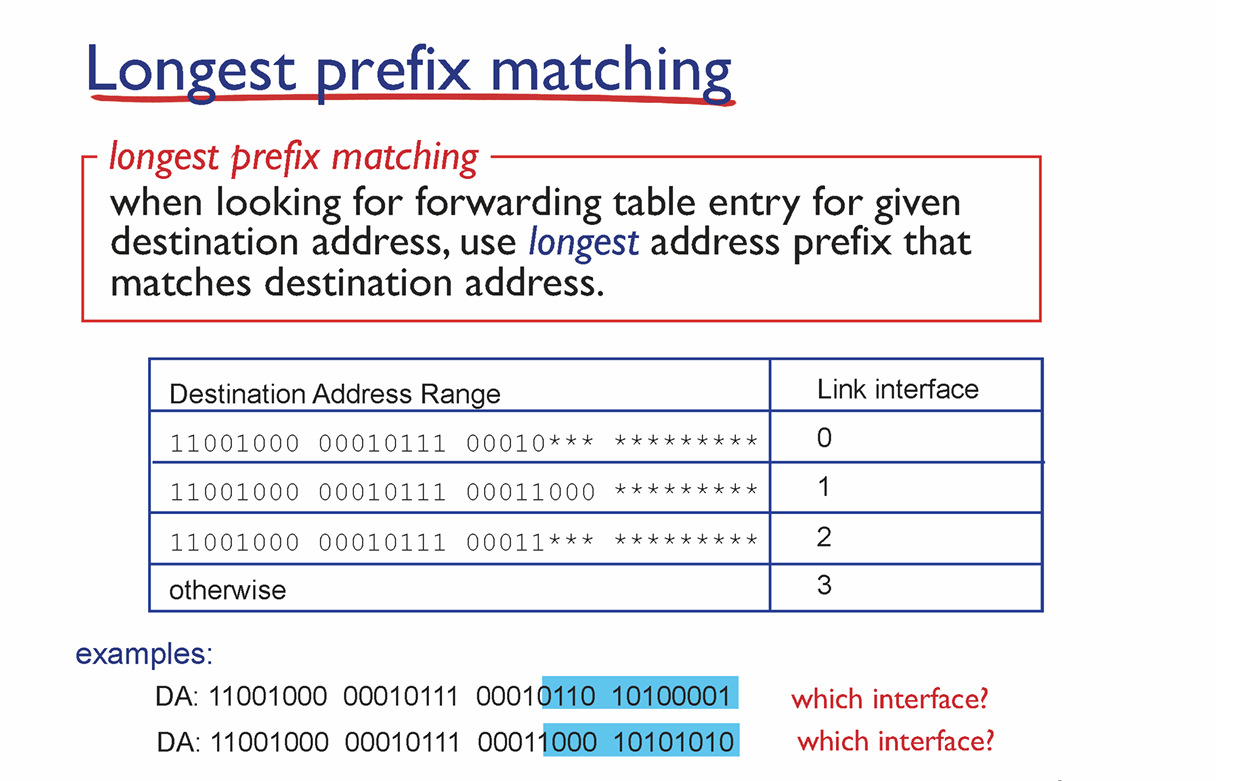 Longest prefix matching
longest prefix matching
when looking for forwarding table entry for given
destination address, use longest address prefix that
matches destination address.
Destination Address Range Link interface
11001000 00010111 00010*** ********* 0
11001000 00010111 00011000 ********* 1
11001000 00010111 00011*** ********* 2
otherwise 3
examples:
DA: 11001000 00010111 00010110 10100001 which interface?
DA: 11001000 00010111 00011000 10101010 which interface?